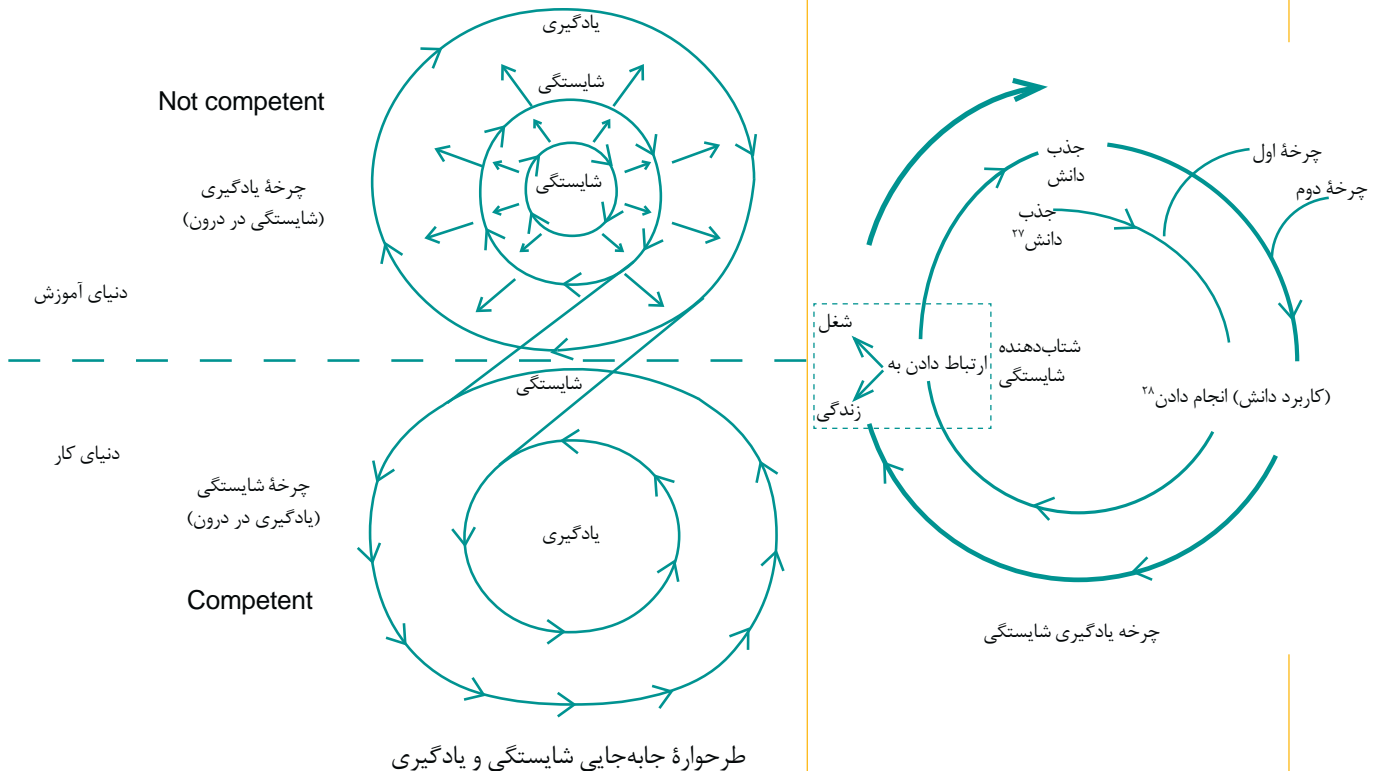 چرخهٔ اول
چرخهٔ دوم
جذب
دانش
جذب
دانش۲۷
شتاب‌دهنده
شایستگی
ارتباط دادن به
شغل
زندگی
(کاربرد دانش) انجام دادن۲۸
چرخه یادگیری شایستگی
یادگیری
شایستگی
شایستگی
Not competent
چرخهٔ یادگیری
(شایستگی در درون)
دنیای آموزش
شایستگی
دنیای کار
چرخهٔ شایستگی
(یادگیری در درون)
یادگیری
Competent
طرحوارهٔ جابه‌جایی شایستگی و یادگیری